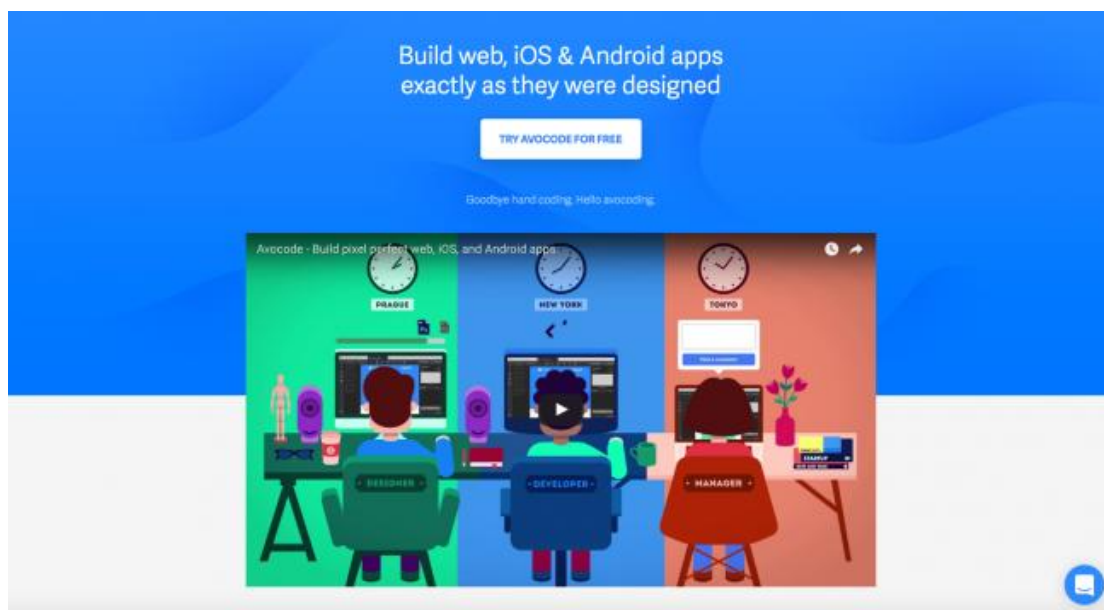 Build web, iOS & Android apps
exactly as they were designed
TRY AVOCODE FOR FREE
Goodbye hand coding. Hello avocoding.
Avocode - Build pixel perfect web, iOS, and Android apps
PRAGUE
NEW YORK
TOKYO
DESIGNER
DEVELOPER
MANAGER